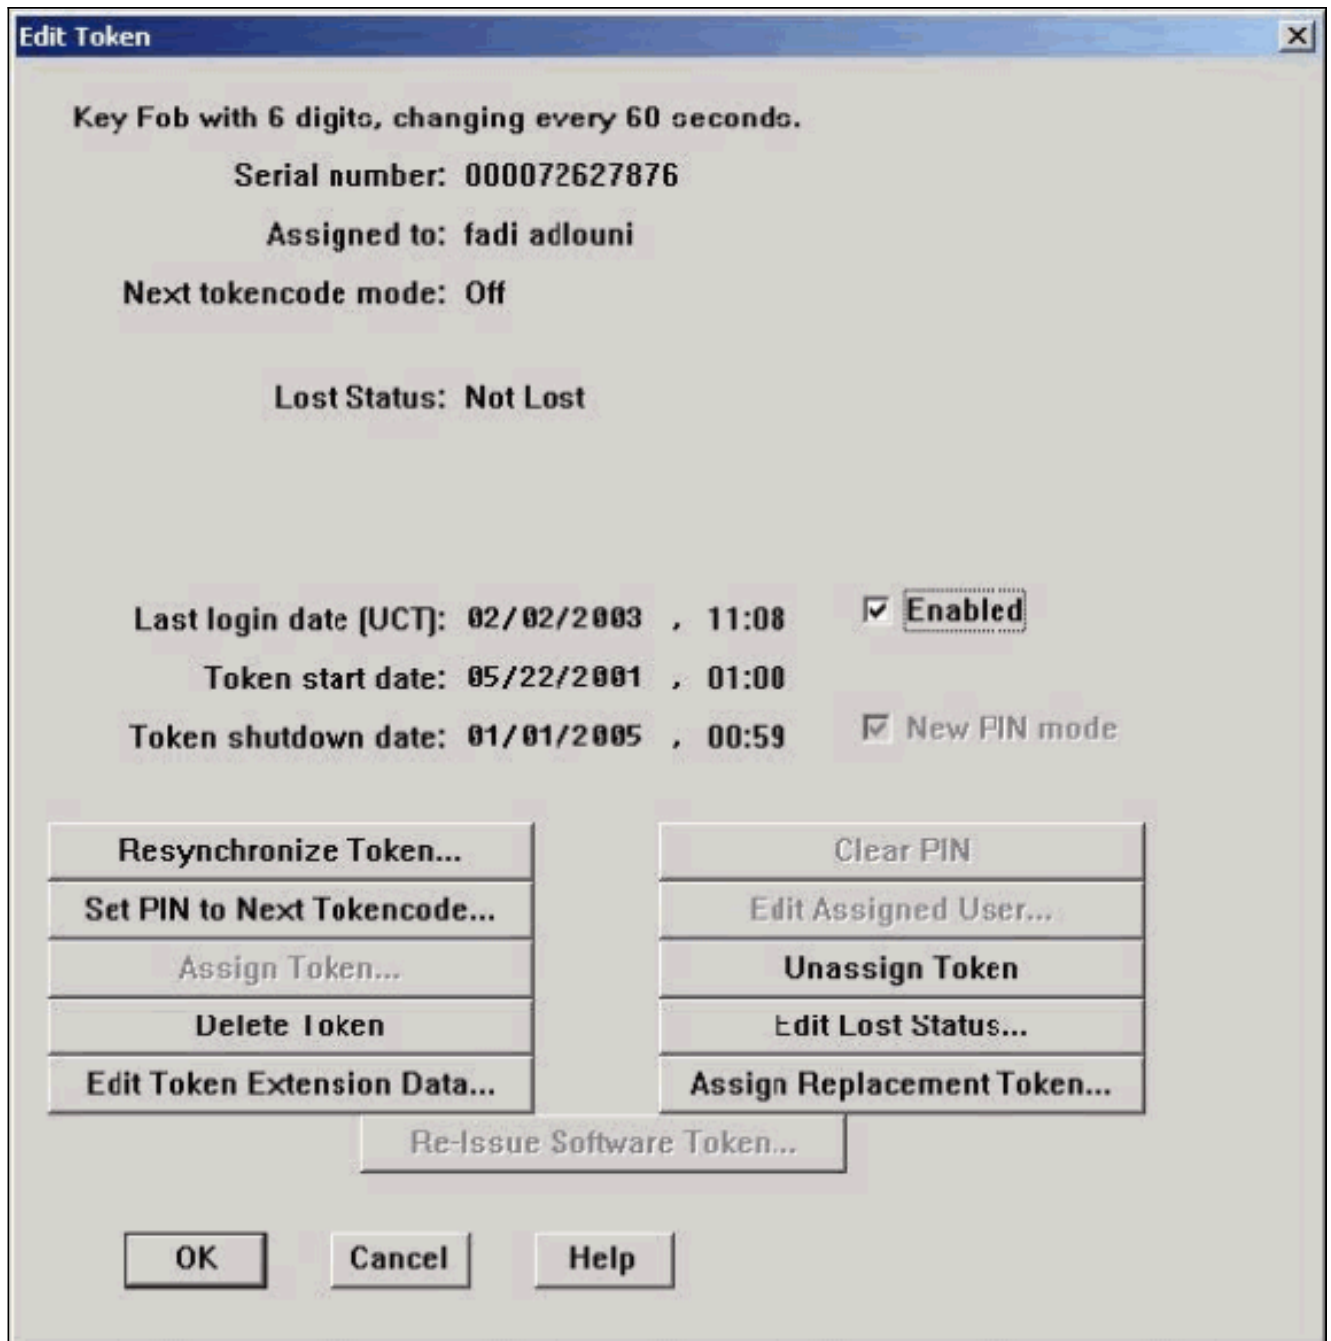 Edit Token
Key Fob with 6 digits, changing every 60 seconds.
Serial number: 000072627876
Assigned to: fadi adlouni
Next tokencode mode: Off
Lost Status: Not Lost
Last login date (UCT): 02/02/2003 , 11:08
Enabled
Token start date: 05/22/2001 , 01:00
Token shutdown date: 01/01/2005 , 00:59
New PIN mode
Resynchronize Token...
Clear PIN
Set PIN to Next Tokencode...
Edit Assigned User...
Assign Token...
Unassign Token
Delete Token
Edit Lost Status...
Edit Token Extension Data...
Assign Replacement Token...
Re-Issue Software Token...
OK
Cancel
Help